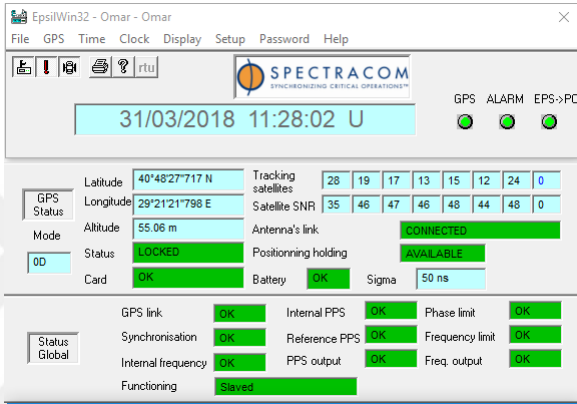 EpsilWin32 - Omar - Omar
File GPS Time Clock Display Setup Password Help
rtu
SPECTRACOM
SYNCHRONIZING CRITICAL OPERATIONS™
31/03/2018 11:28:02 U
GPS ALARM EPS->PC
GPS Status
Mode
0D
Latitude 40°48'27"717 N
Longitude 29°21'21"798 E
Altitude 55.06 m
Status LOCKED
Card OK
Tracking satellites 28 19 17 13 15 12 24 0
Satellite SNR 35 46 47 46 48 44 48 0
Antenna's link CONNECTED
Positionning holding AVAILABLE
Battery OK Sigma 50 ns
Status Global
GPS link OK Internal PPS OK Phase limit OK
Synchronisation OK Reference PPS OK Frequency limit OK
Internal frequency OK PPS output OK Freq. output OK
Functioning Slaved